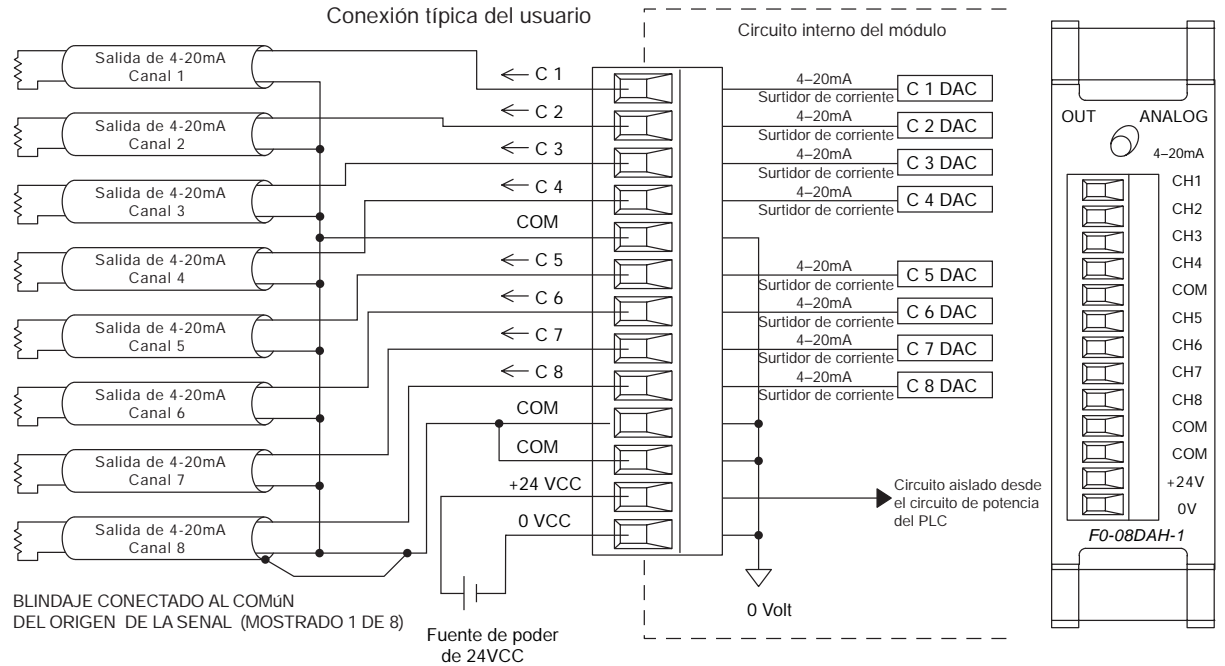 Conexión típica del usuario
Circuito interno del módulo
Salida de 4-20mA
Canal 1
Salida de 4-20mA
Canal 2
Salida de 4-20mA
Canal 3
Salida de 4-20mA
Canal 4
Salida de 4-20mA
Canal 5
Salida de 4-20mA
Canal 6
Salida de 4-20mA
Canal 7
Salida de 4-20mA
Canal 8
BLINDAJE CONECTADO AL COMúN
DEL ORIGEN DE LA SENAL (MOSTRADO 1 DE 8)
C 1
C 2
C 3
C 4
COM
C 5
C 6
C 7
C 8
COM
COM
+24 VCC
0 VCC
Fuente de poder
de 24VCC
4–20mA
Surtidor de corriente
C 1 DAC
4–20mA
Surtidor de corriente
C 2 DAC
4–20mA
Surtidor de corriente
C 3 DAC
4–20mA
Surtidor de corriente
C 4 DAC
4–20mA
Surtidor de corriente
C 5 DAC
4–20mA
Surtidor de corriente
C 6 DAC
4–20mA
Surtidor de corriente
C 7 DAC
4–20mA
Surtidor de corriente
C 8 DAC
Circuito aislado desde
el circuito de potencia
del PLC
0 Volt
OUT ANALOG
4–20mA
CH1
CH2
CH3
CH4
COM
CH5
CH6
CH7
CH8
COM
COM
+24V
0V
F0-08DAH-1